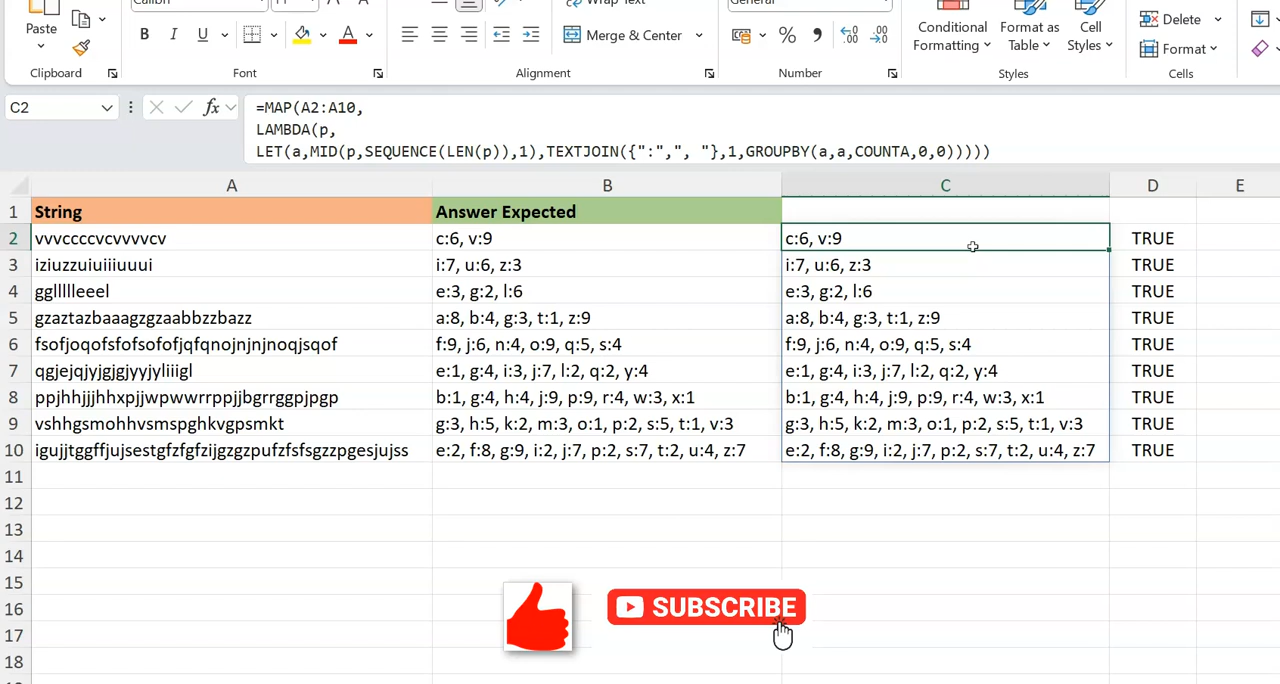 Paste
Clipboard
B I U A
Font
Merge & Center
Alignment
%
Number
Conditional Formatting
Format as Table
Cell Styles
Styles
Delete
Format
Cells
C2
fx
=MAP(A2:A10,
LAMBDA(p,
LET(a,MID(p,SEQUENCE(LEN(p)),1),TEXTJOIN({":",", "},1,GROUPBY(a,a,COUNTA,0,0)))))
A B C D E
1 String Answer Expected
2 vvvccccvcvvvvcv c:6, v:9 c:6, v:9 TRUE
3 iziuzzuiuiiiuuui i:7, u:6, z:3 i:7, u:6, z:3 TRUE
4 ggllllleeel e:3, g:2, l:6 e:3, g:2, l:6 TRUE
5 gzaztazbaaagzgzaabbzzbazz a:8, b:4, g:3, t:1, z:9 a:8, b:4, g:3, t:1, z:9 TRUE
6 fsofjoqofsfofsofofjqfqnojnjnjnoqjsqof f:9, j:6, n:4, o:9, q:5, s:4 f:9, j:6, n:4, o:9, q:5, s:4 TRUE
7 qgjejqjyjgjgjyyjyliiigl e:1, g:4, i:3, j:7, l:2, q:2, y:4 e:1, g:4, i:3, j:7, l:2, q:2, y:4 TRUE
8 ppjhhjjjhhxpjjwpwwrrppjjbgrrggpjpgp b:1, g:4, h:4, j:9, p:9, r:4, w:3, x:1 b:1, g:4, h:4, j:9, p:9, r:4, w:3, x:1 TRUE
9 vshhgsmohhvsmspghkvgpsmkt g:3, h:5, k:2, m:3, o:1, p:2, s:5, t:1, v:3 g:3, h:5, k:2, m:3, o:1, p:2, s:5, t:1, v:3 TRUE
10 igujjtggffjujsestgfzfgfzijgzgzpufzfsfsgzzpgesjujss e:2, f:8, g:9, i:2, j:7, p:2, s:7, t:2, u:4, z:7 e:2, f:8, g:9, i:2, j:7, p:2, s:7, t:2, u:4, z:7 TRUE
11
12
13
14
15
16
17
18
SUBSCRIBE